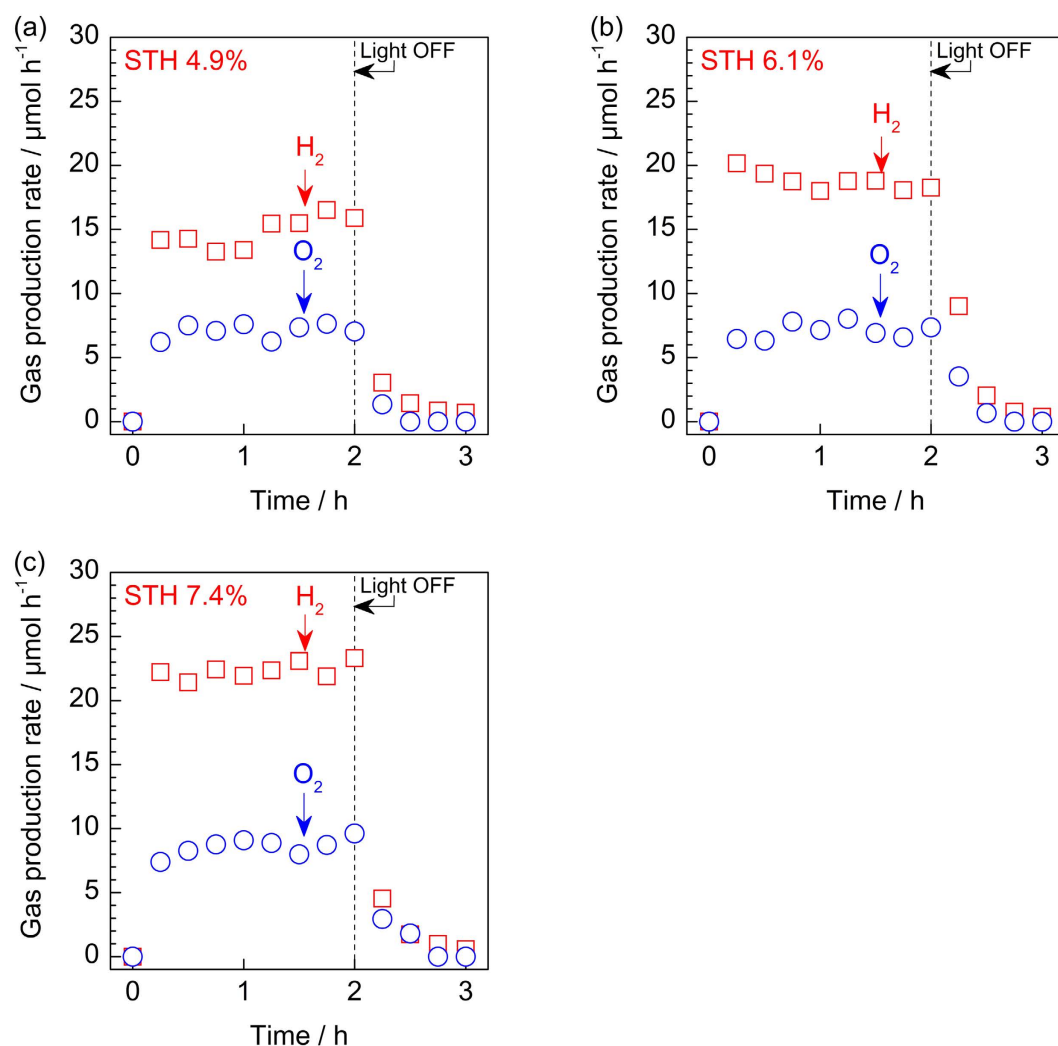 (a)
STH 4.9%
Light OFF
H₂
O₂
30
25
20
15
10
5
0
Gas production rate / µmol h⁻¹
0 1 2 3
Time / h
(b)
STH 6.1%
Light OFF
H₂
O₂
30
25
20
15
10
5
0
Gas production rate / µmol h⁻¹
0 1 2 3
Time / h
(c)
STH 7.4%
Light OFF
H₂
O₂
30
25
20
15
10
5
0
Gas production rate / µmol h⁻¹
0 1 2 3
Time / h